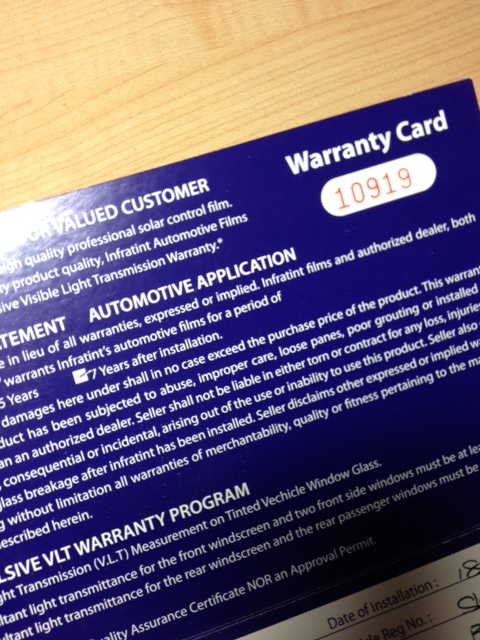 Warranty Card
10919
OUR VALUED CUSTOMER
high quality professional solar control film.
product quality, Infratint Automotive Films
Visible Light Transmission Warranty.*
AUTOMOTIVE APPLICATION
in lieu of all warranties, expressed or implied. Infratint films and authorized dealer, both
warrants Infratint's automotive films for a period of
5 Years 7 Years after installation.
damages here under shall in no case exceed the purchase price of the product. This
has been subjected to abuse, improper care, loose panes, poor grouting or installed
an authorized dealer. Seller shall not be liable in either torn or contract for any loss,
consequential or incidental, arising out of the use or inability to use this product. Seller also
glass breakage after infratint has been installed. Seller disclaims other expressed or implied
without limitation all warranties of merchantability, quality or fitness pertaining to the
herein.
VLT WARRANTY PROGRAM
Light Transmission (V.L.T) Measurement on Tinted Vechicle Window Glass.
light transmittance for the front windscreen and two front side windows must be at
light transmittance for the rear windscreen and the rear passenger windows must be
Quality Assurance Certificate NOR an Approval Permit.
Date of Installation :
Reg No. :